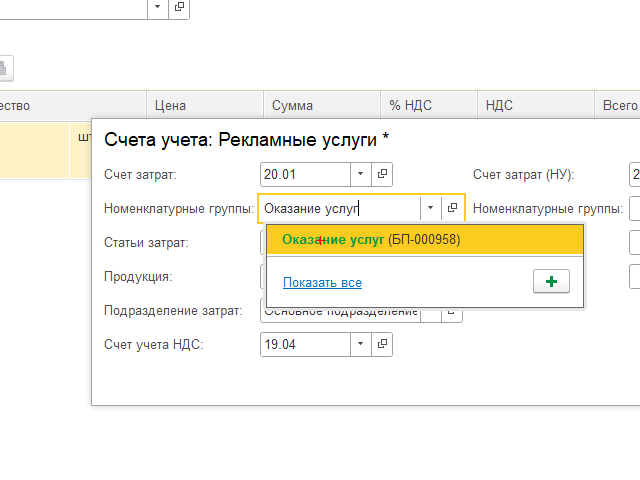 ество Цена Сумма % НДС НДС Всего
шт
Счета учета: Рекламные услуги *
Счет затрат: 20.01 Счет затрат (НУ): 2
Номенклатурные группы: Оказание услуг Номенклатурные группы:
Оказание услуг (БП-000958)
Статьи затрат:
Продукция:
Показать все
Подразделение затрат: Основное подразделение
Счет учета НДС: 19.04